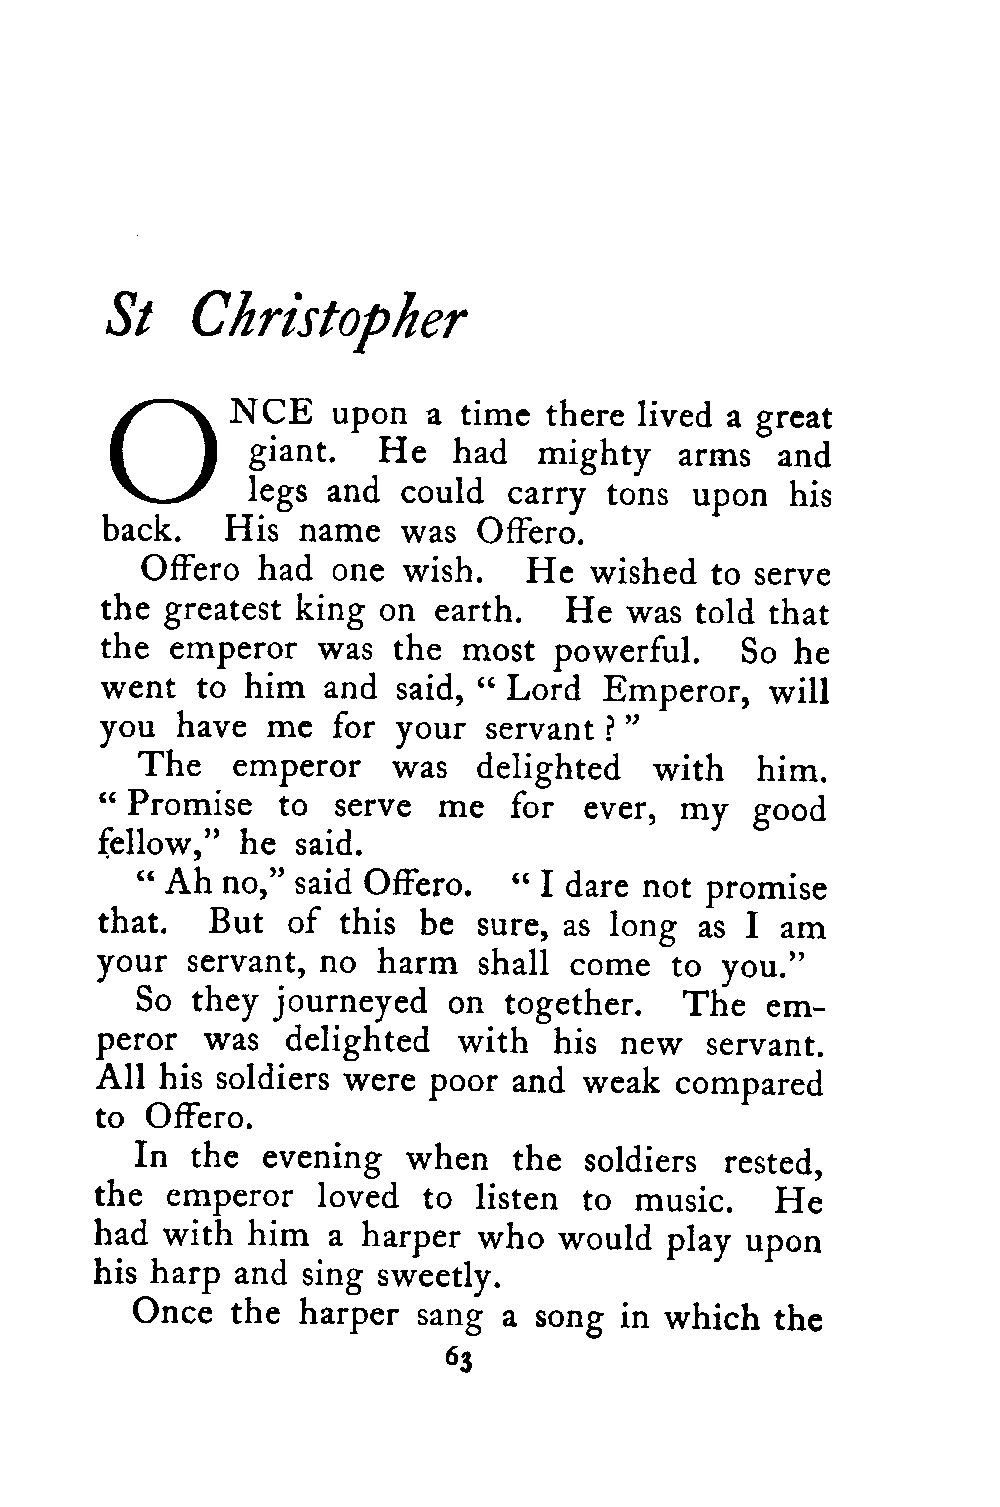 St Christopher
ONCE upon a time there lived a great
giant. He had mighty arms and
legs and could carry tons upon his
back. His name was Offero.
Offero had one wish. He wished to serve
the greatest king on earth. He was told that
the emperor was the most powerful. So he
went to him and said, “ Lord Emperor, will
you have me for your servant ? ”
The emperor was delighted with him.
“ Promise to serve me for ever, my good
fellow,” he said.
“ Ah no,” said Offero. “ I dare not promise
that. But of this be sure, as long as I am
your servant, no harm shall come to you.”
So they journeyed on together. The em-
peror was delighted with his new servant.
All his soldiers were poor and weak compared
to Offero.
In the evening when the soldiers rested,
the emperor loved to listen to music. He
had with him a harper who would play upon
his harp and sing sweetly.
Once the harper sang a song in which the
63